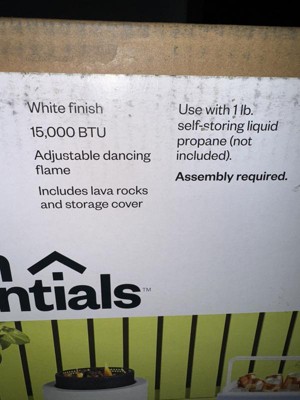 White finish
15,000 BTU
Adjustable dancing
flame
Includes lava rocks
and storage cover
Use with 1 lb.
self-storing liquid
propane (not
included).
Assembly required.
ntials™